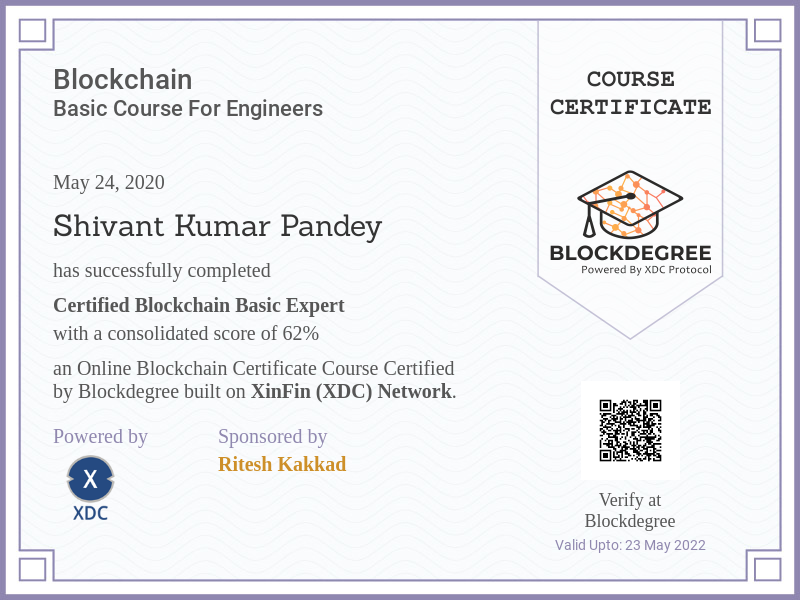 Blockchain
Basic Course For Engineers
May 24, 2020
Shivant Kumar Pandey
has successfully completed
Certified Blockchain Basic Expert
with a consolidated score of 62%
an Online Blockchain Certificate Course Certified
by Blockdegree built on XinFin (XDC) Network.
Powered by
X
XDC
Sponsored by
Ritesh Kakkad
COURSE
CERTIFICATE
BLOCKDEGREE
Powered By XDC Protocol
Verify at
Blockdegree
Valid Upto: 23 May 2022